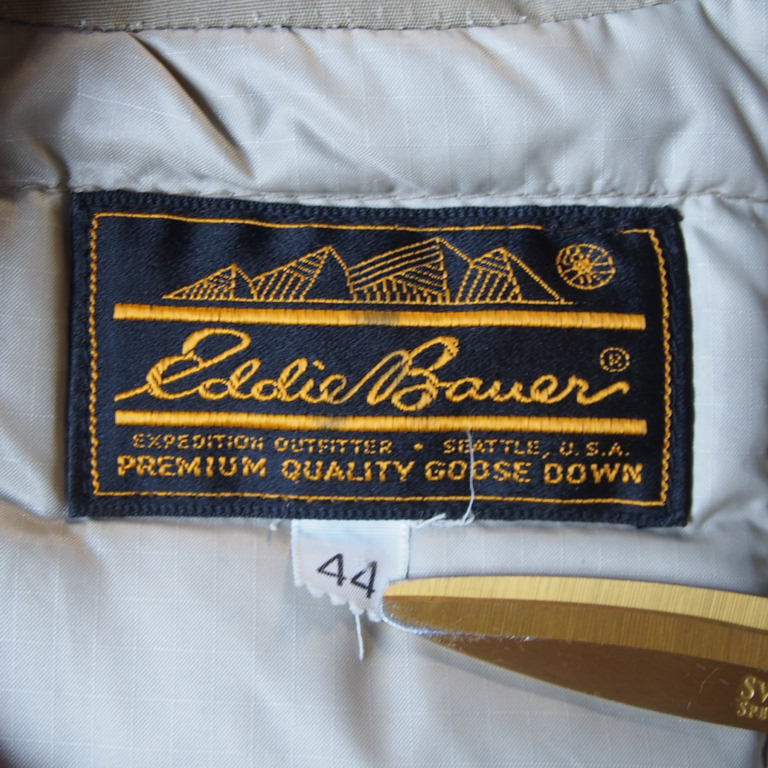 Eddie Bauer®
EXPEDITION OUTFITTER • SEATTLE, U.S.A.
PREMIUM QUALITY GOOSE DOWN
44